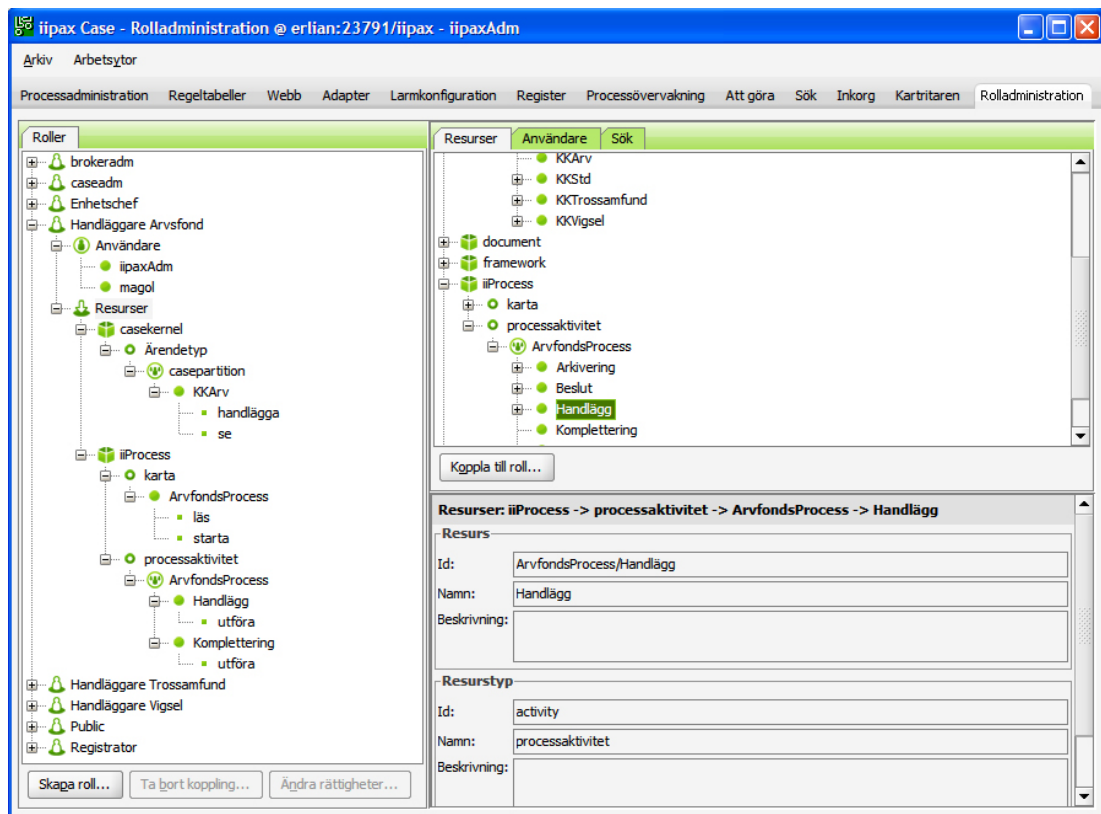 iipax Case - Rolladministration @ erlian:23791/iipax - iipaxAdm
Arkiv Arbetsytor
Processadministration Regeltabeller Webb Adapter Larmkonfiguration Register Processövervakning Att göra Sök Inkorg Kartritaren Rolladministration
Roller
brokeradm
caseadm
Enhetschef
Handläggare Arvsfond
Användare
iipaxAdm
magol
Resurser
casekernel
Ärendetyp
casepartition
KKArv
handlägga
se
iiProcess
karta
ArvfondsProcess
läs
starta
processaktivitet
ArvfondsProcess
Handlägg
utföra
Komplettering
utföra
Handläggare Trossamfund
Handläggare Vigsel
Public
Registrator
Skapa roll... Ta bort koppling... Ändra rättigheter...
Resurser Användare Sök
KKArv
KKStd
KKTrossamfund
KKVigsel
document
framework
iiProcess
karta
processaktivitet
ArvfondsProcess
Arkivering
Beslut
Handlägg
Komplettering
Koppla till roll...
Resurser: iiProcess -> processaktivitet -> ArvfondsProcess -> Handlägg
Resurs
Id: ArvfondsProcess/Handlägg
Namn: Handlägg
Beskrivning:
Resurstyp
Id: activity
Namn: processaktivitet
Beskrivning: